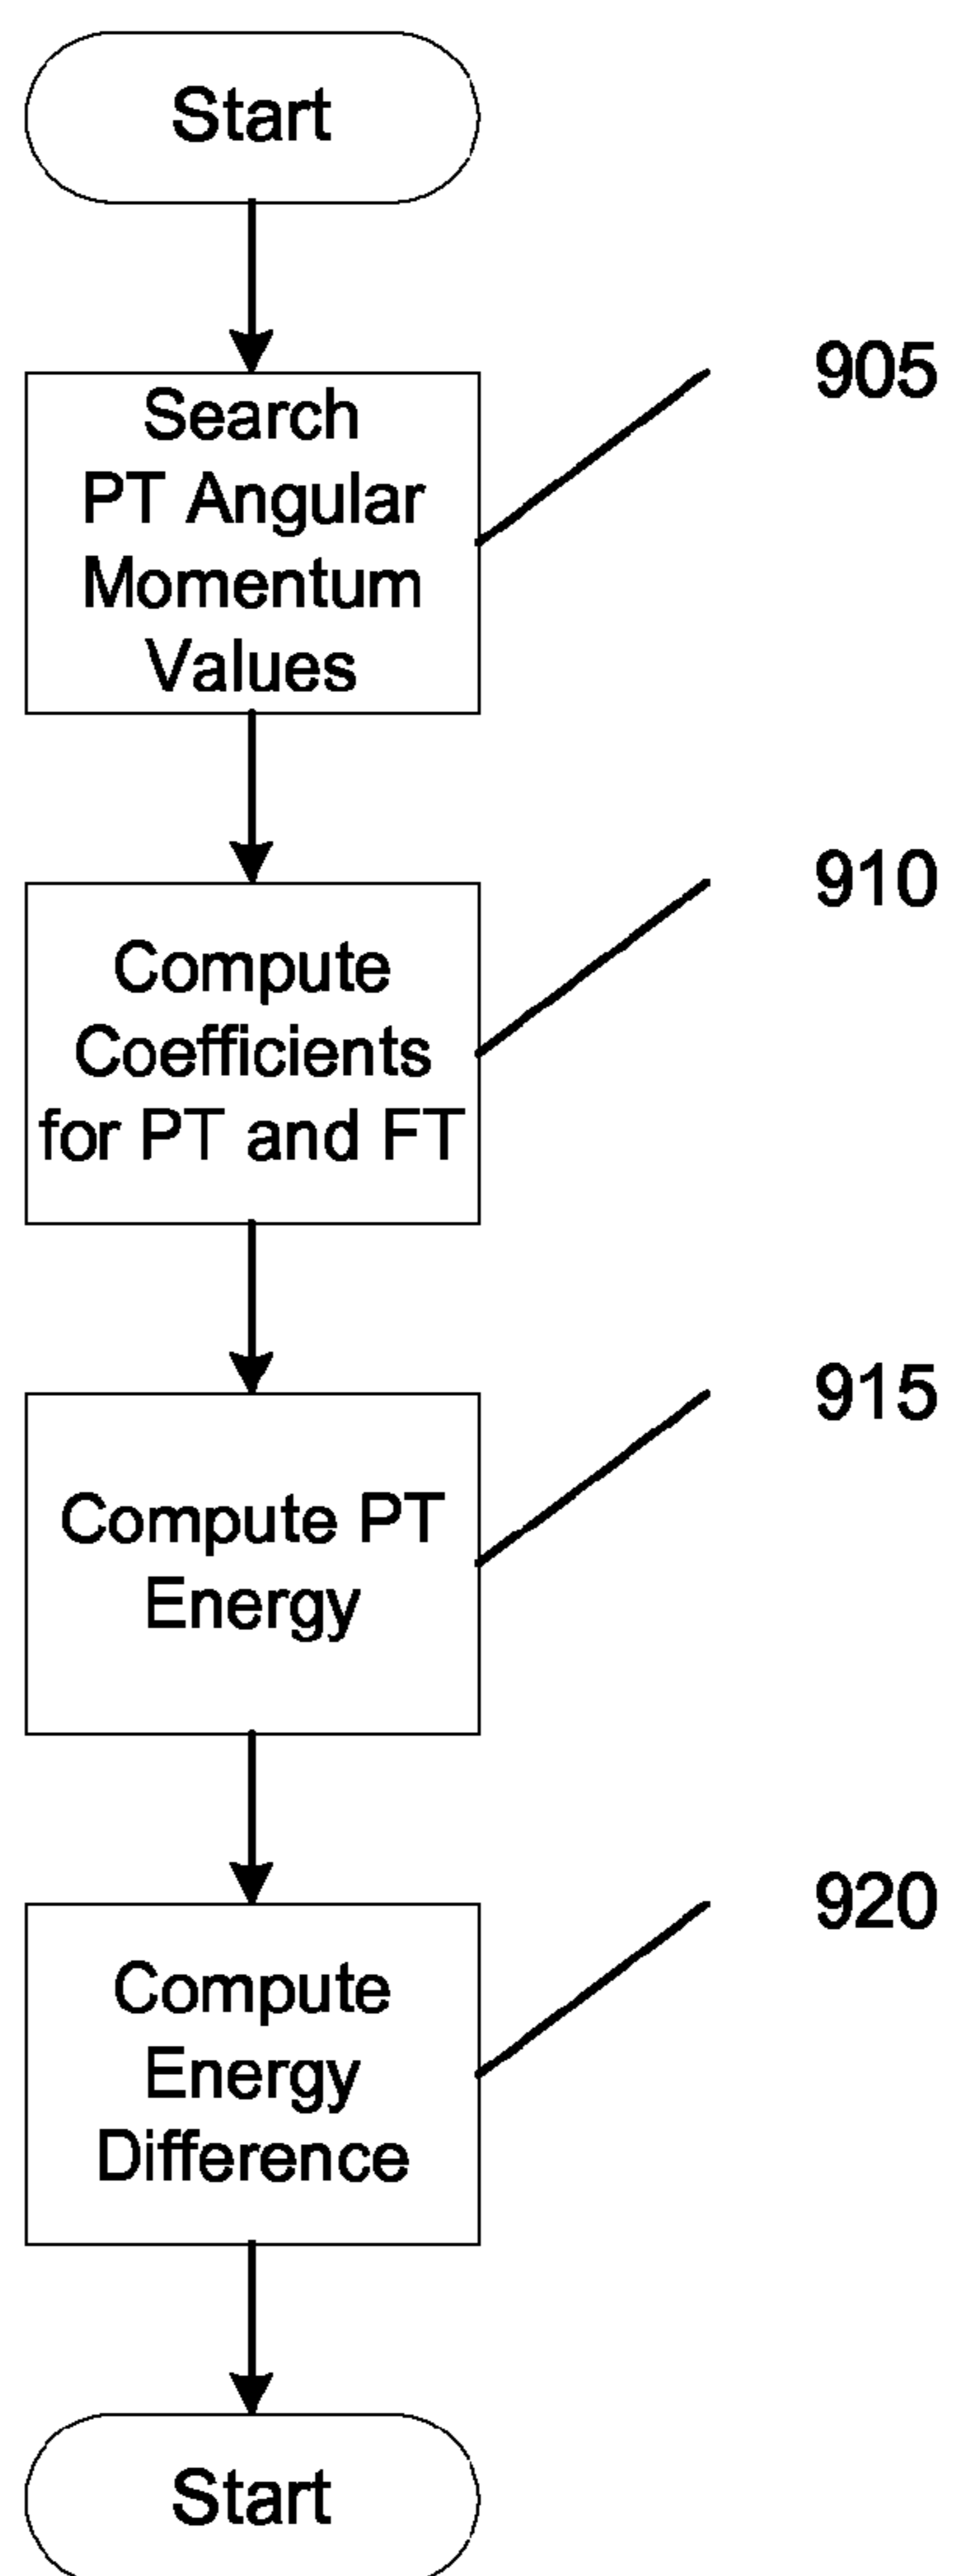 Start
905
Search
PT Angular
Momentum
Values
910
Compute
Coefficients
for PT and FT
915
Compute PT
Energy
920
Compute
Energy
Difference
Start